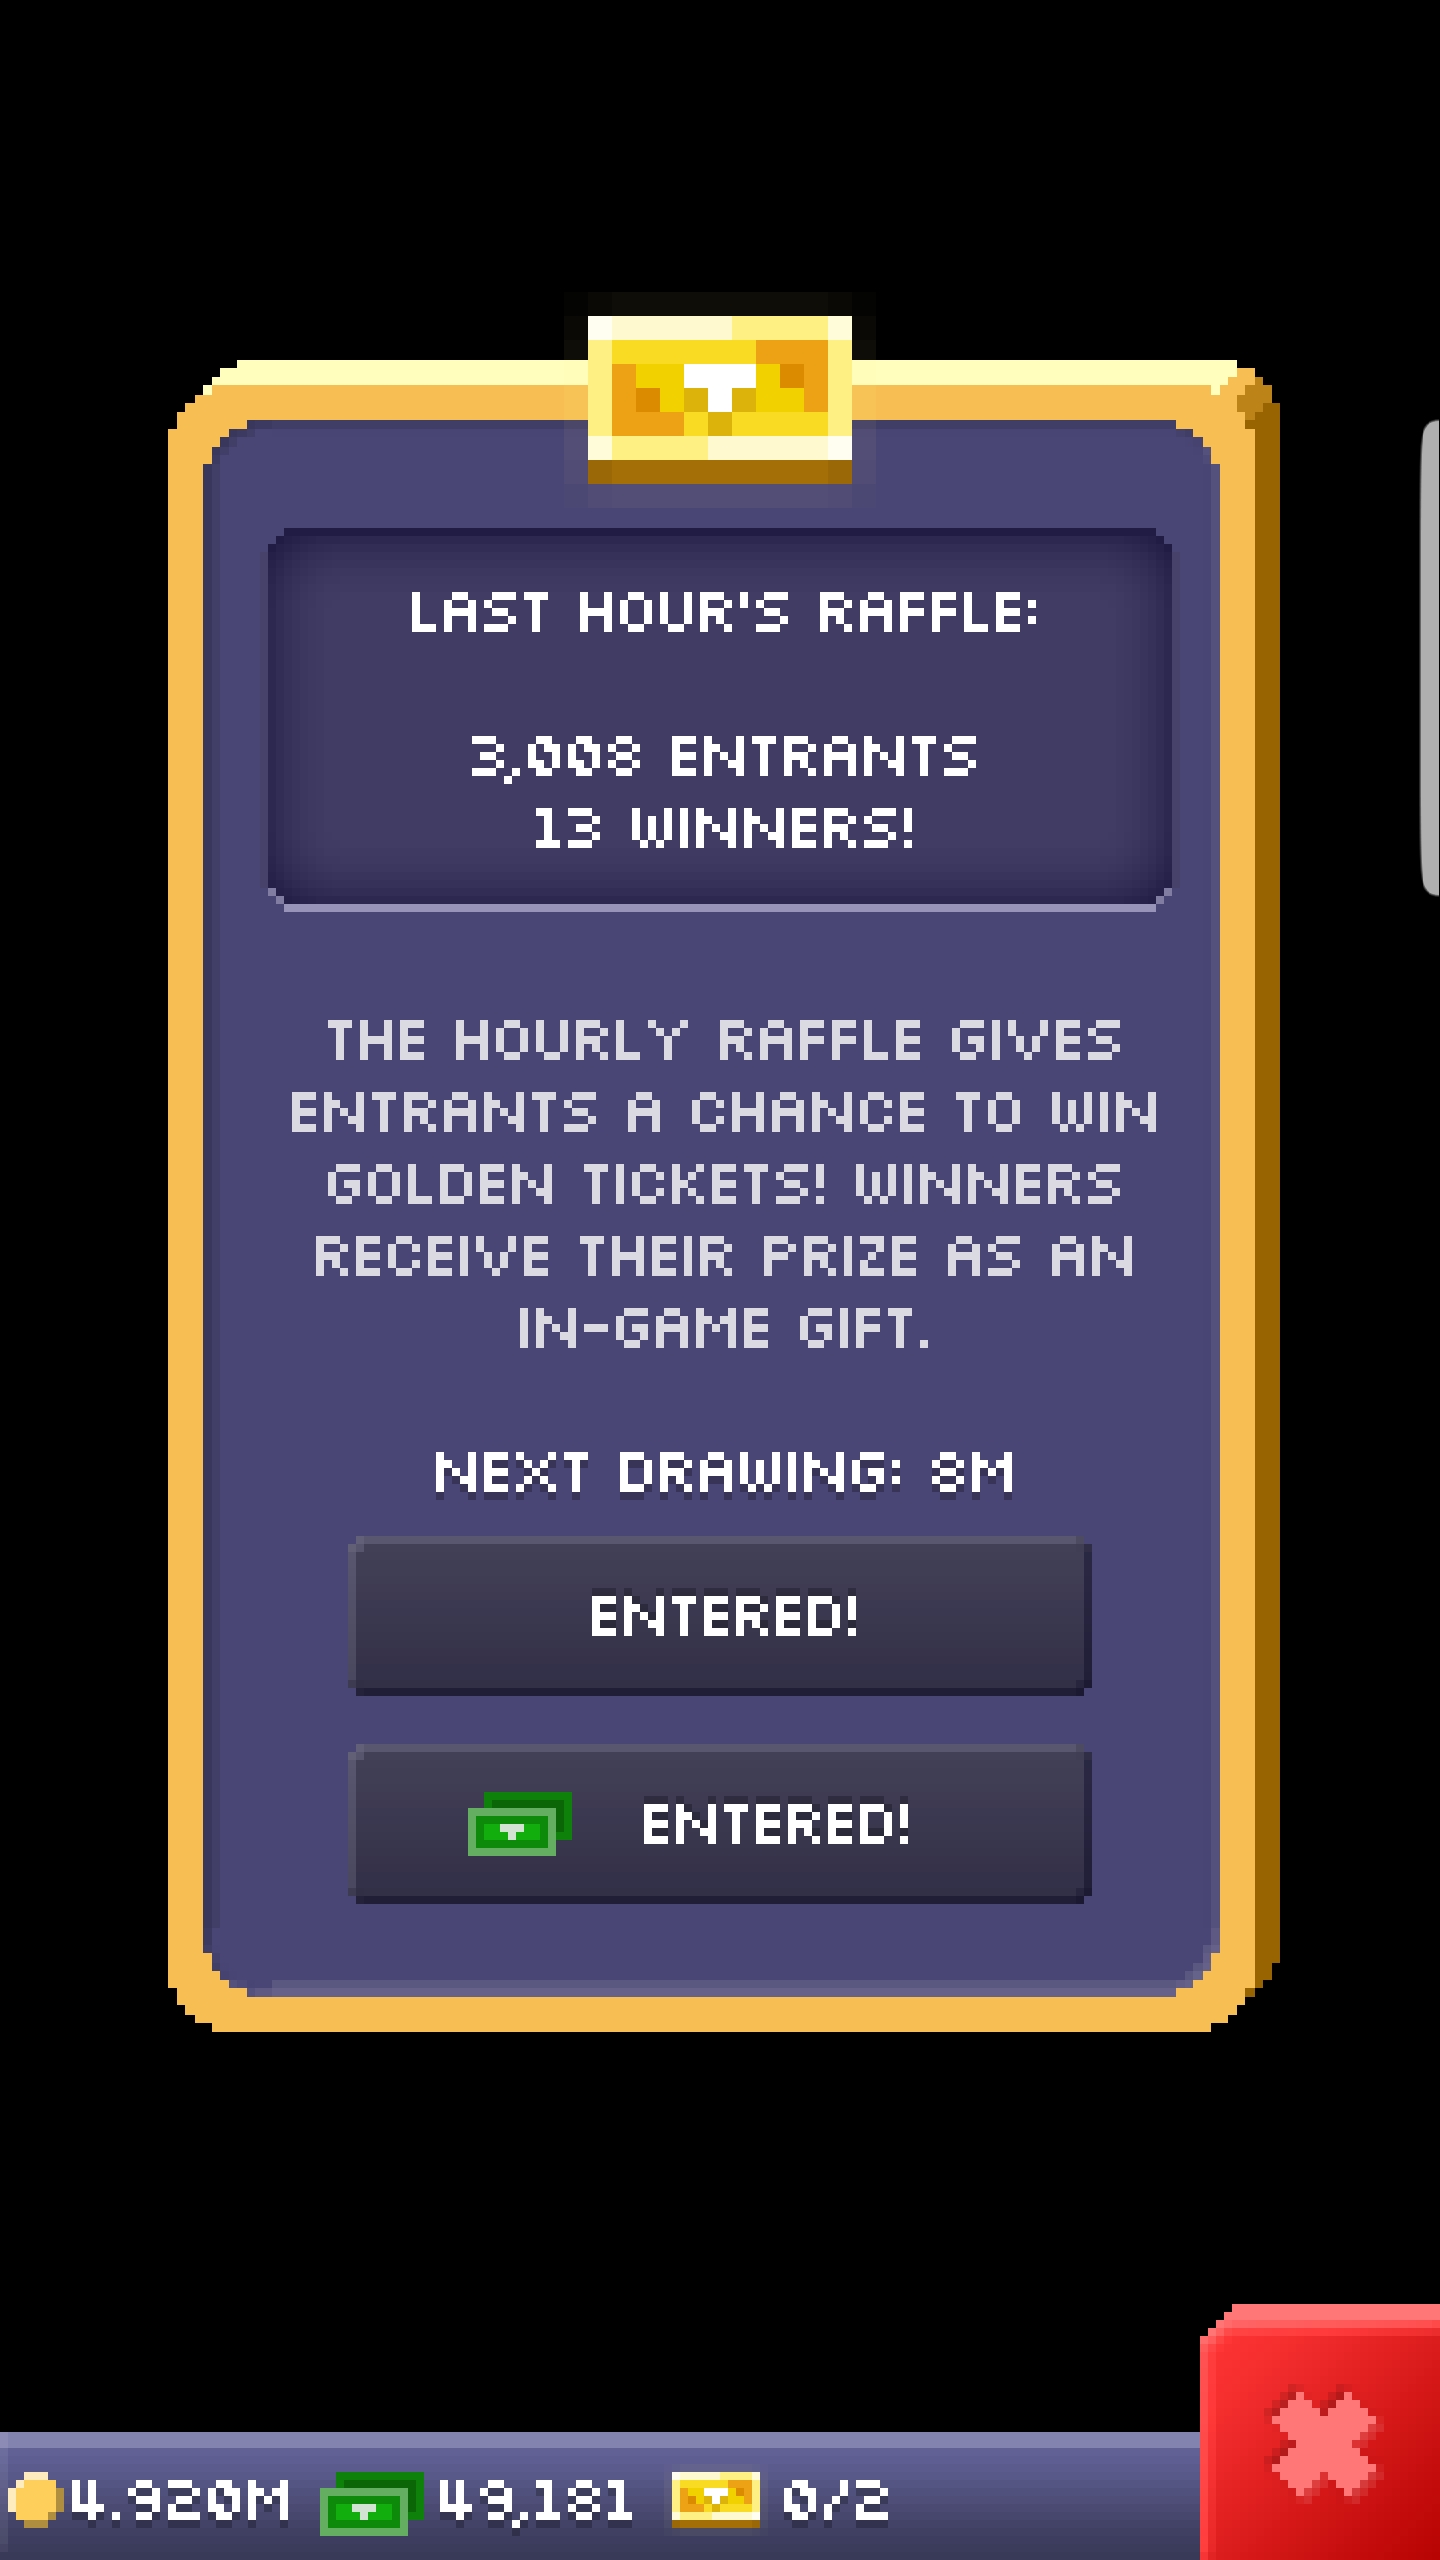 LAST HOUR'S RAFFLE:
3,008 ENTRANTS
13 WINNERS!
THE HOURLY RAFFLE GIVES
ENTRANTS A CHANCE TO WIN
GOLDEN TICKETS! WINNERS
RECEIVE THEIR PRIZE AS AN
IN-GAME GIFT.
NEXT DRAWING: 8M
ENTERED!
ENTERED!
4.920M 49,181 0/2